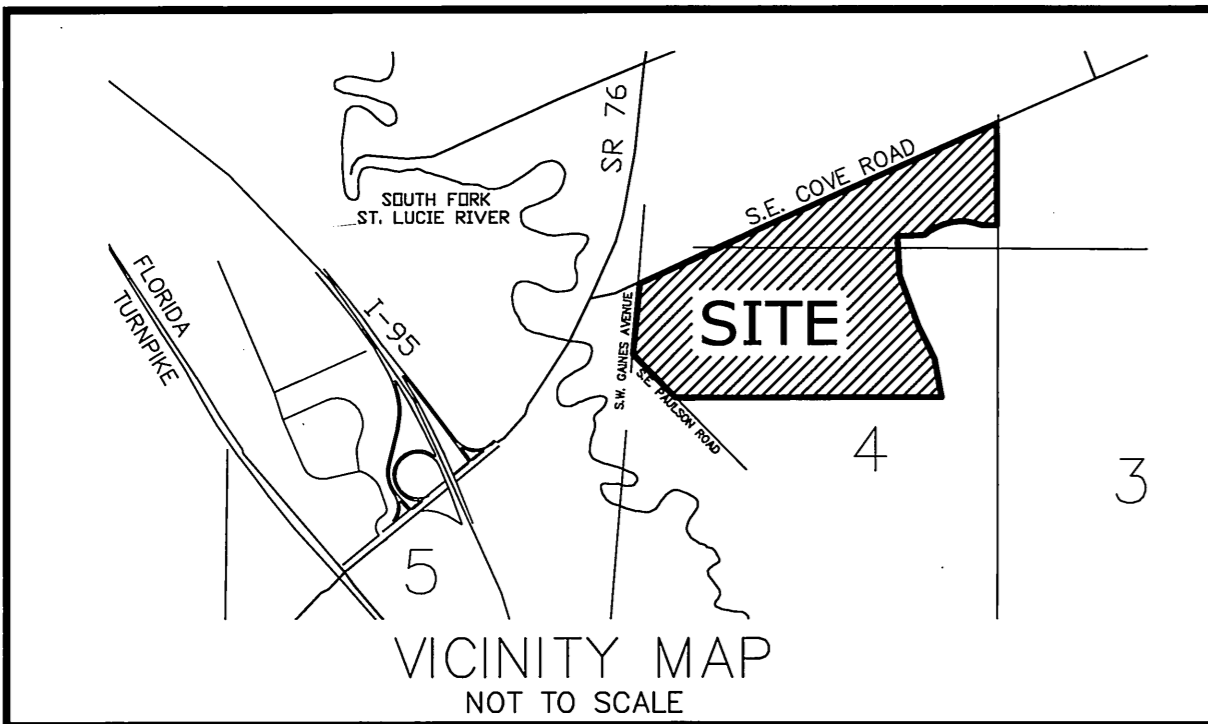 SR 76
S.E. COVE ROAD
SOUTH FORK
ST. LUCIE RIVER
FLORIDA
TURNPIKE
I-95
S.W. GAINES AVENUE
SITE
S.E. PAULSON ROAD
4
3
5
VICINITY MAP
NOT TO SCALE